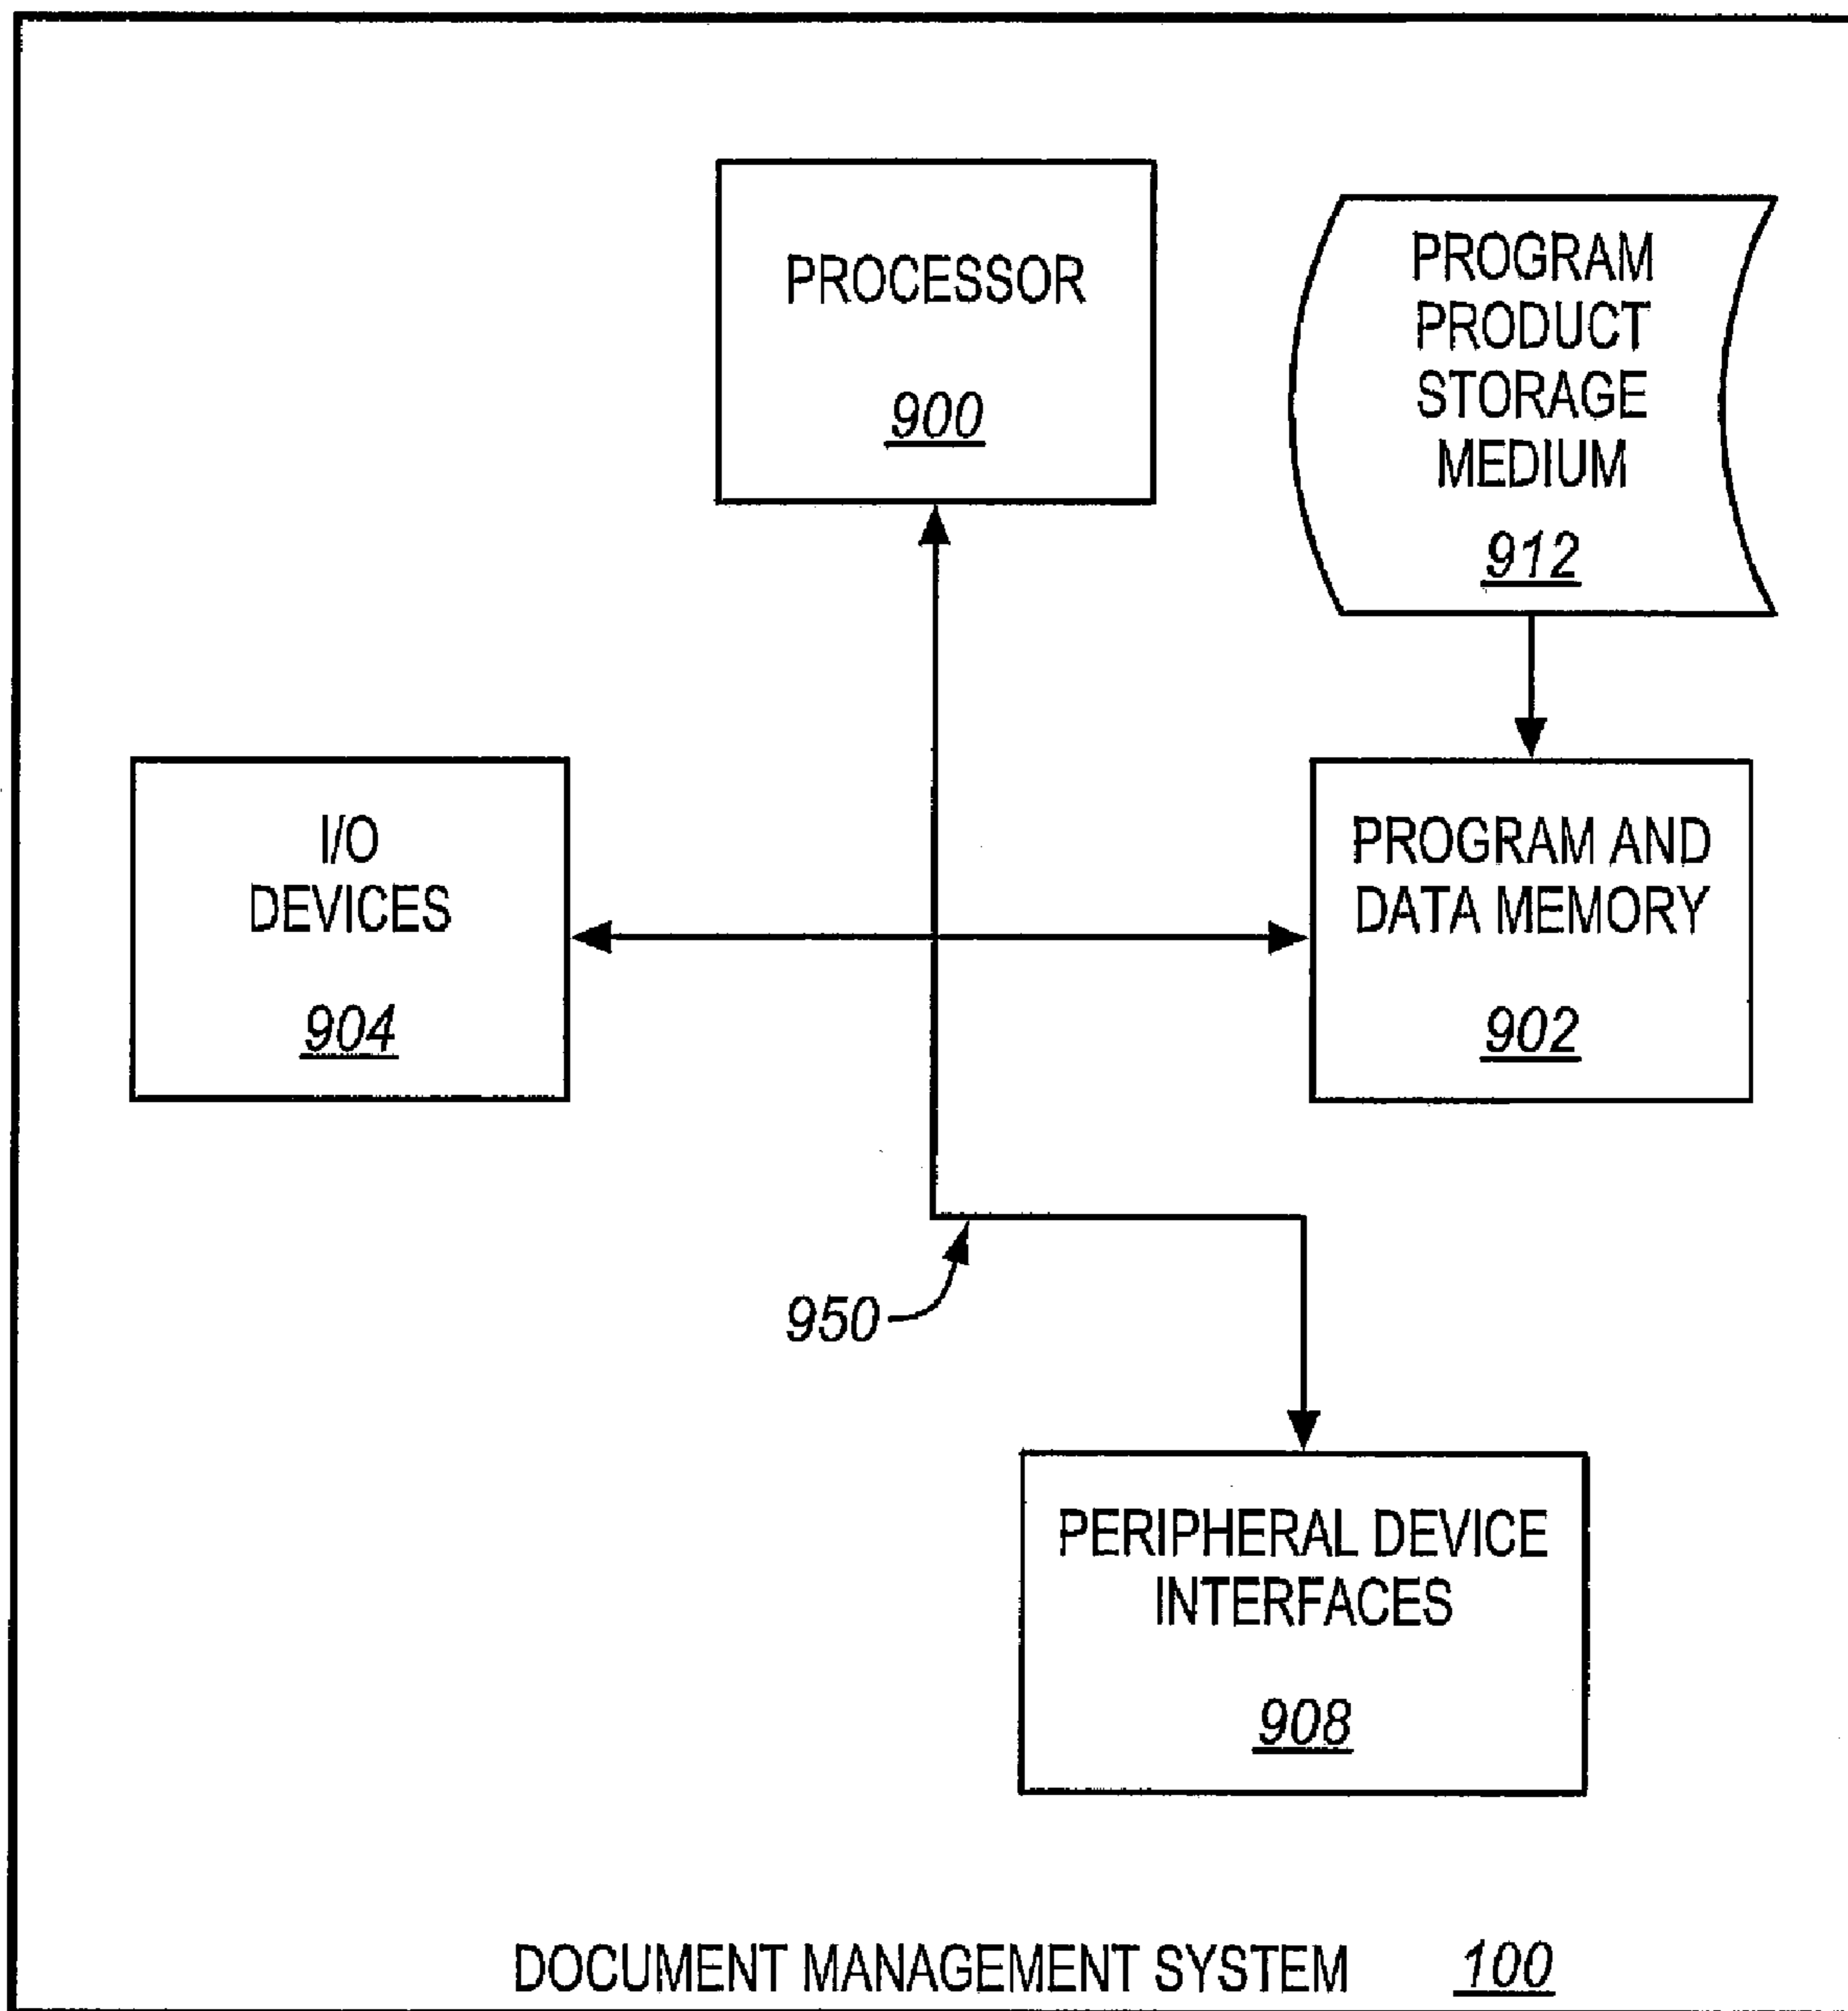 PROCESSOR
900
PROGRAM
PRODUCT
STORAGE
MEDIUM
912
I/O
DEVICES
904
PROGRAM AND
DATA MEMORY
902
950
PERIPHERAL DEVICE
INTERFACES
908
DOCUMENT MANAGEMENT SYSTEM 100